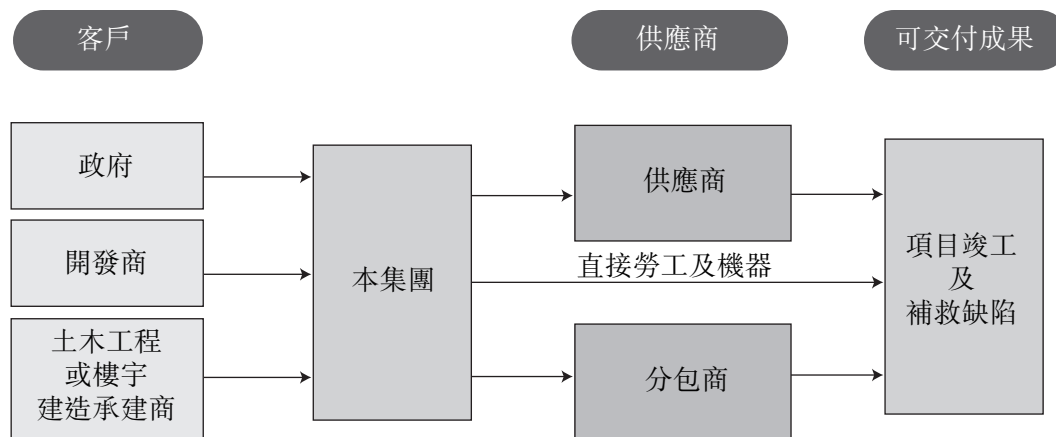 客戶
供應商
可交付成果
政府
開發商
土木工程
或樓宇
建造承建商
本集團
供應商
直接勞工及機器
分包商
項目竣工
及
補救缺陷